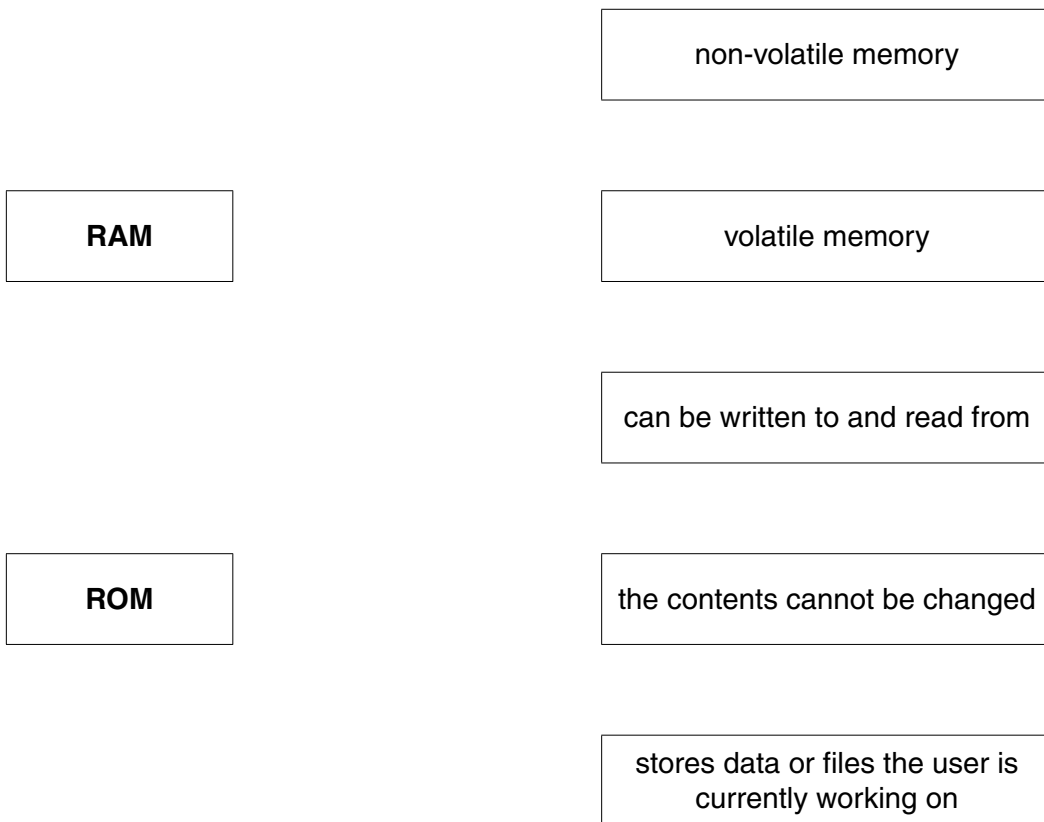 non-volatile memory
RAM
volatile memory
can be written to and read from
ROM
the contents cannot be changed
stores data or files the user is
currently working on